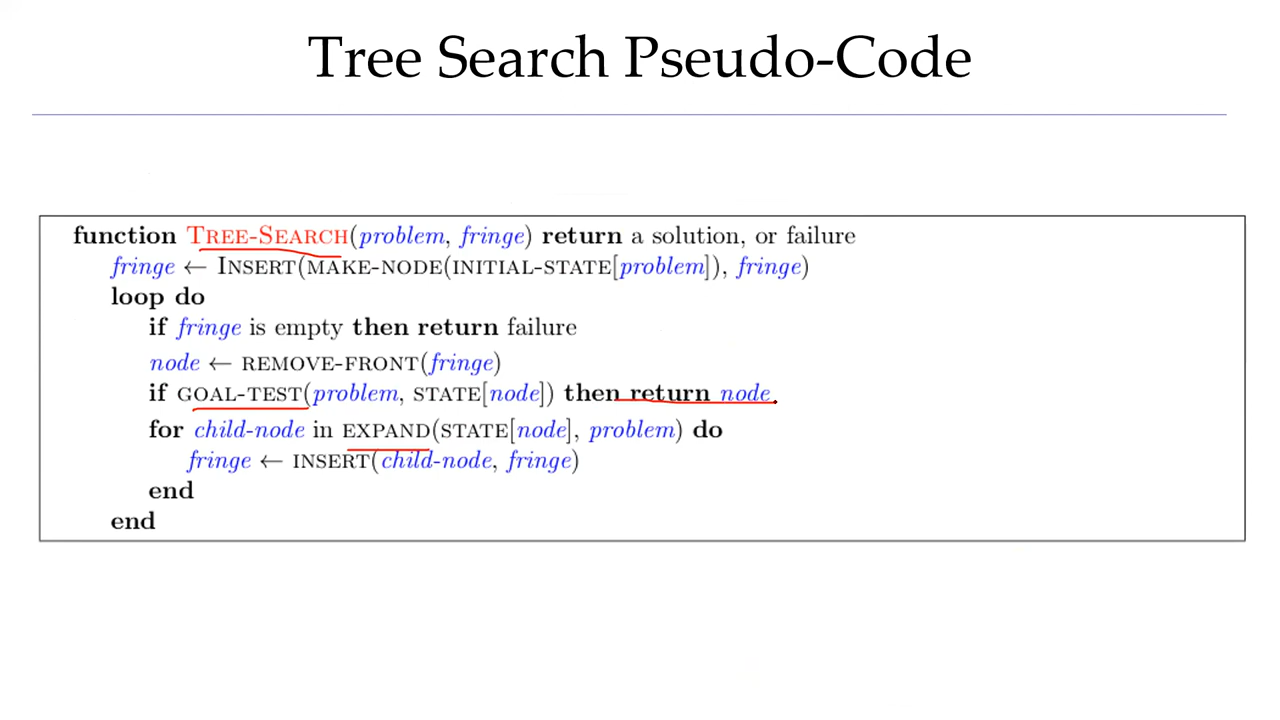 Tree Search Pseudo-Code
function TREE-SEARCH(problem, fringe) return a solution, or failure
fringe ← INSERT(MAKE-NODE(INITIAL-STATE[problem]), fringe)
loop do
if fringe is empty then return failure
node ← REMOVE-FRONT(fringe)
if GOAL-TEST(problem, STATE[node]) then return node
for child-node in EXPAND(STATE[node], problem) do
fringe ← INSERT(child-node, fringe)
end
end